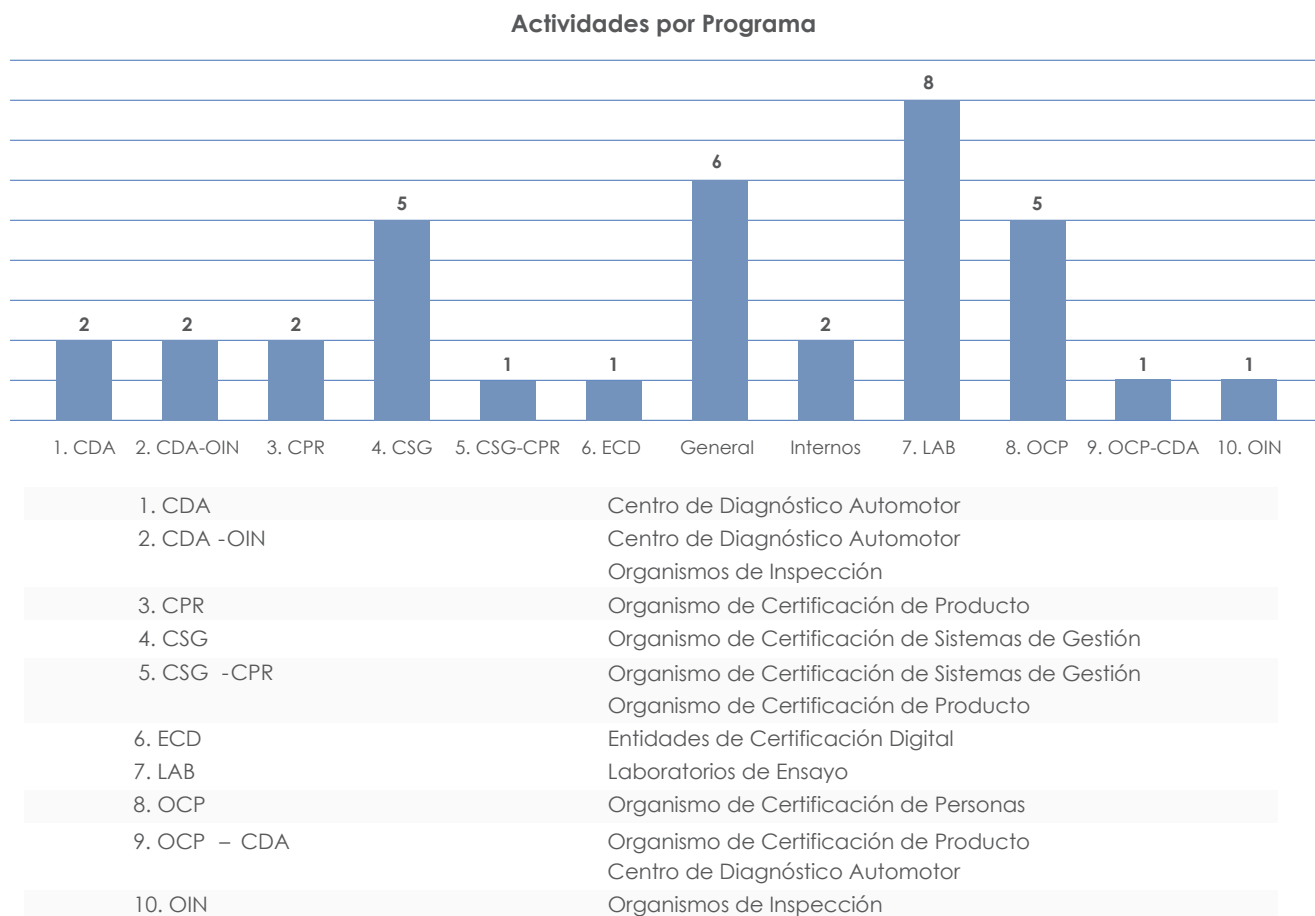 Actividades por Programa
8
6
5 5
2 2 2 2
1 1 1 1
1. CDA 2. CDA-OIN 3. CPR 4. CSG 5. CSG-CPR 6. ECD General Internos 7. LAB 8. OCP 9. OCP-CDA 10. OIN
1. CDA Centro de Diagnóstico Automotor
2. CDA -OIN Centro de Diagnóstico Automotor
Organismos de Inspección
3. CPR Organismo de Certificación de Producto
4. CSG Organismo de Certificación de Sistemas de Gestión
5. CSG -CPR Organismo de Certificación de Sistemas de Gestión
Organismo de Certificación de Producto
6. ECD Entidades de Certificación Digital
7. LAB Laboratorios de Ensayo
8. OCP Organismo de Certificación de Personas
9. OCP – CDA Organismo de Certificación de Producto
Centro de Diagnóstico Automotor
10. OIN Organismos de Inspección